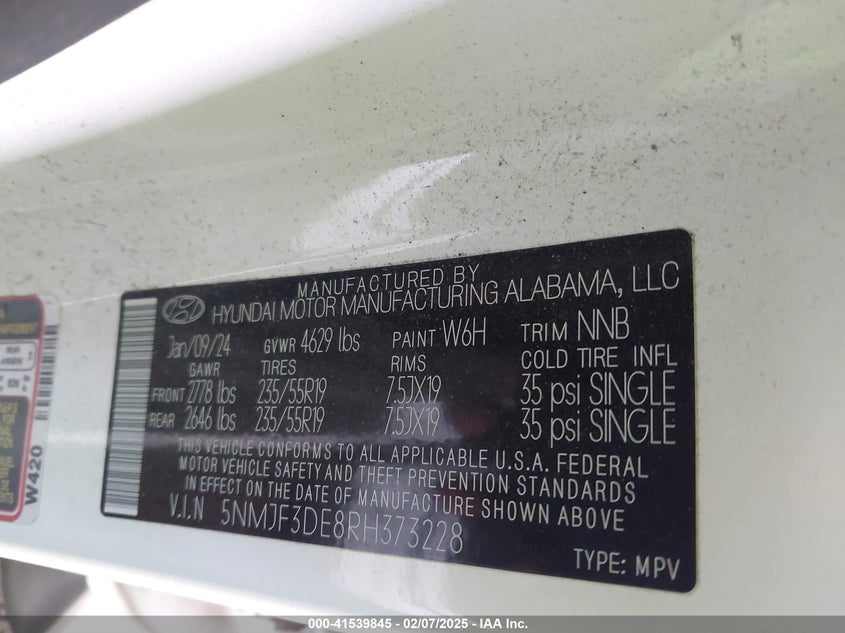 MANUFACTURED BY
HYUNDAI MOTOR MANUFACTURING ALABAMA, LLC
Jan/09/24 GVWR 4629 lbs PAINT W6H TRIM NNB
GAWR TIRES RIMS COLD TIRE INFL
FRONT 2778 lbs 235/55R19 7.5JX19 35 psi SINGLE
REAR 2646 lbs 235/55R19 7.5JX19 35 psi SINGLE
THIS VEHICLE CONFORMS TO ALL APPLICABLE U.S.A. FEDERAL
MOTOR VEHICLE SAFETY AND THEFT PREVENTION STANDARDS
IN EFFECT ON THE DATE OF MANUFACTURE SHOWN ABOVE
V.I.N 5NMJF3DE8RH373228
TYPE: MPV
W420
000-41539845 - 02/07/2025 - IAA Inc.